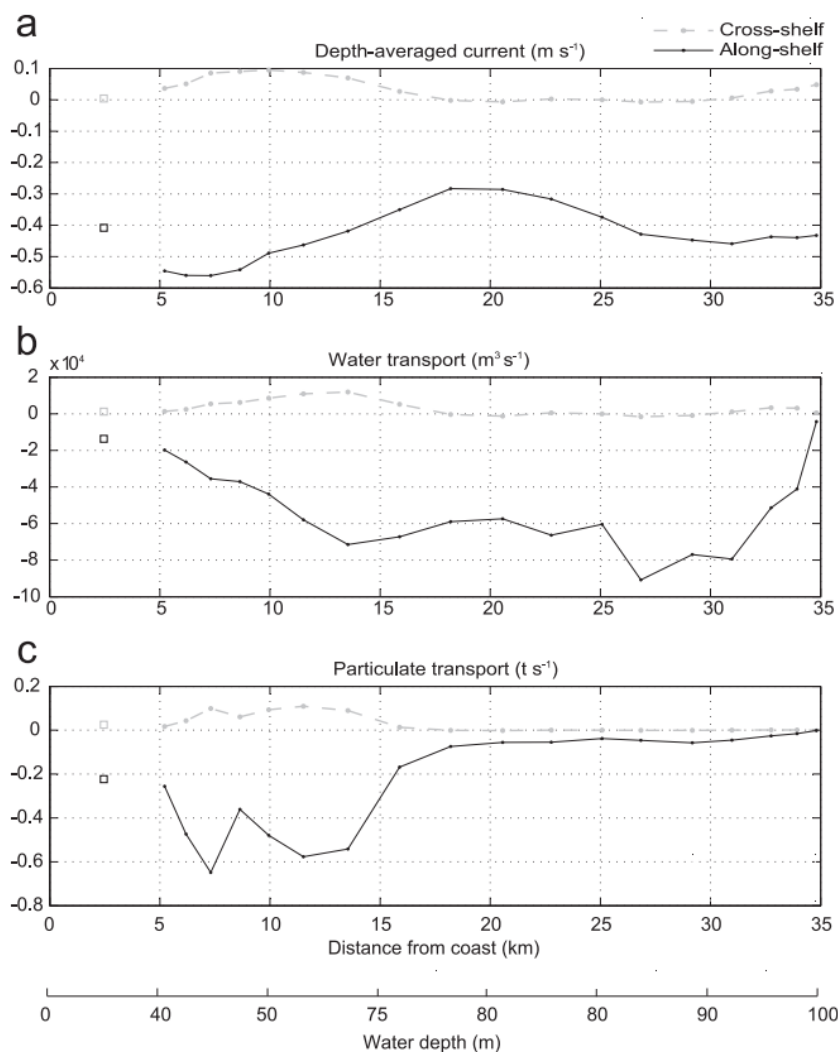 a
Cross-shelf
Along-shelf
Depth-averaged current (m s⁻¹)
0.1
0
-0.1
-0.2
-0.3
-0.4
-0.5
-0.6
0 5 10 15 20 25 30 35
b
x10⁴
Water transport (m³ s⁻¹)
2
0
-2
-4
-6
-8
-10
0 5 10 15 20 25 30 35
c
Particulate transport (t s⁻¹)
0.2
0
-0.2
-0.4
-0.6
-0.8
0 5 10 15 20 25 30 35
Distance from coast (km)
0 40 50 75 80 80 90 100
Water depth (m)